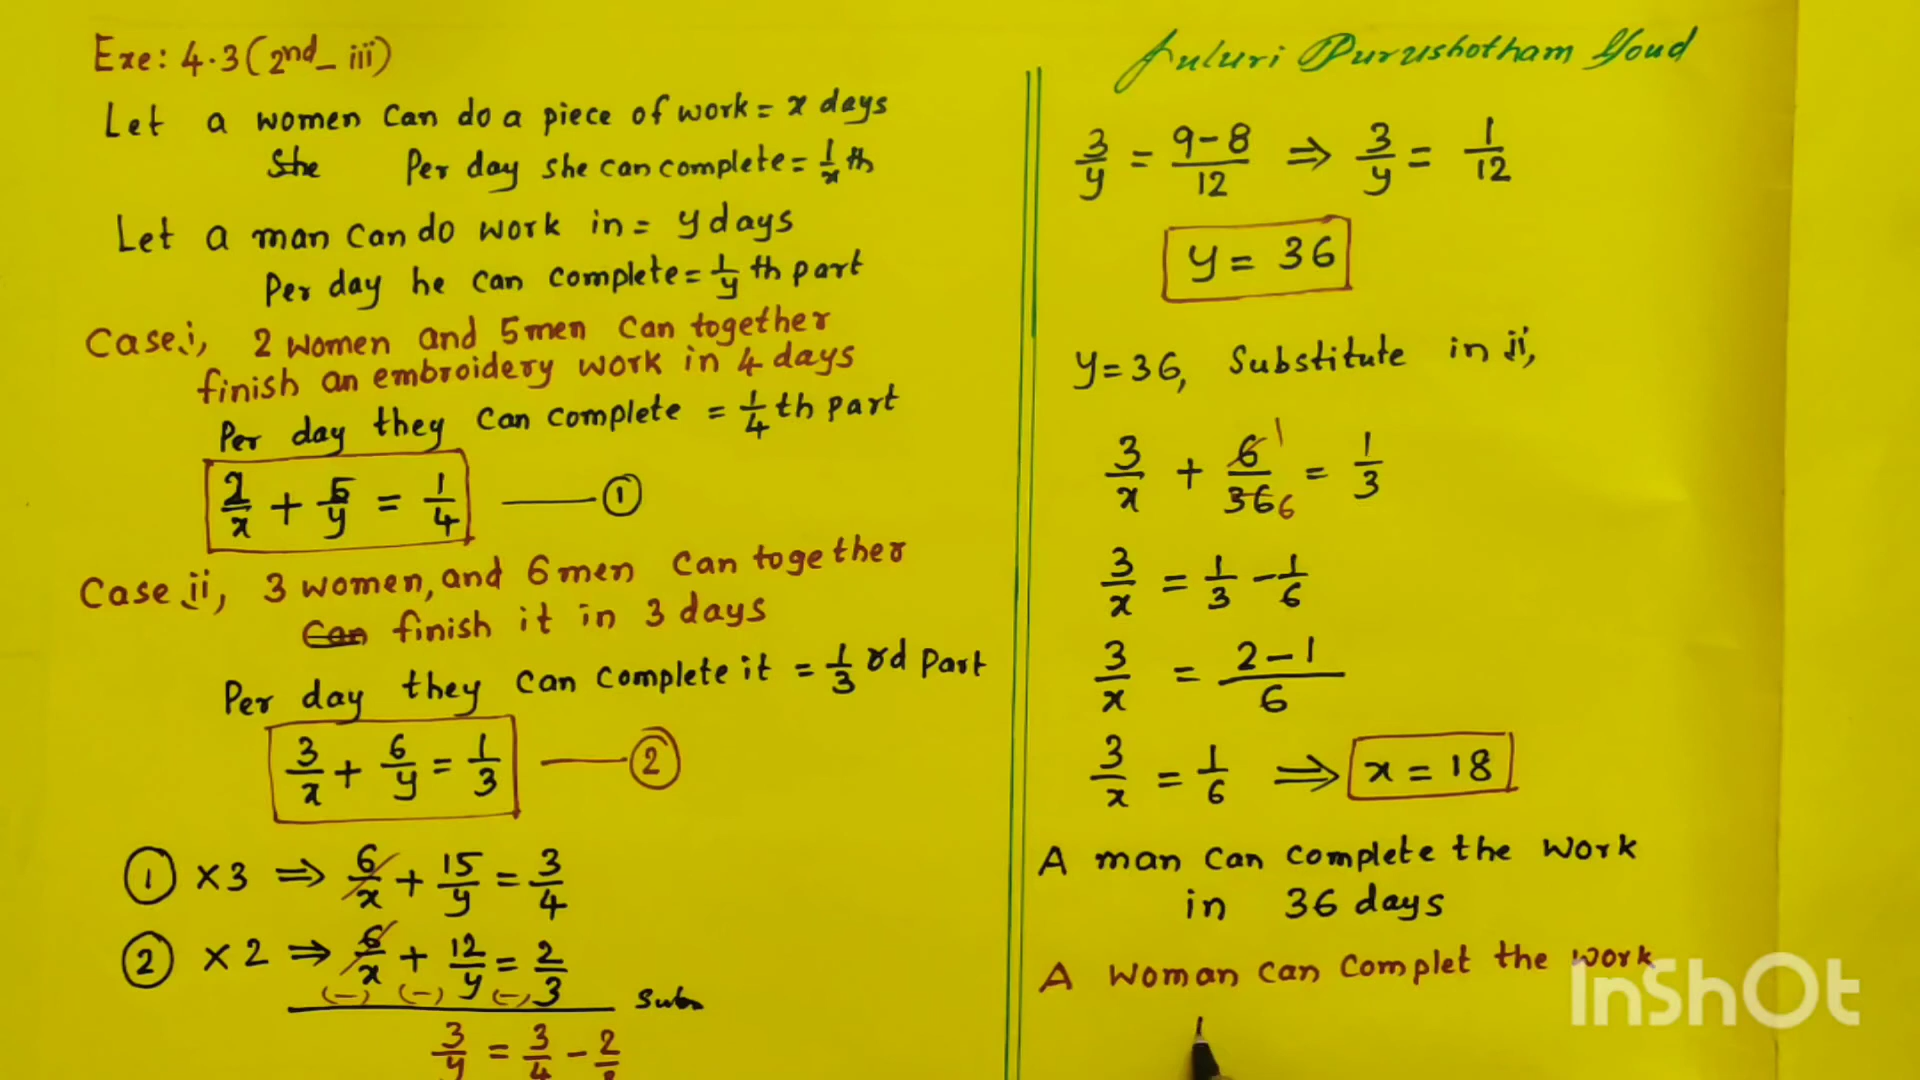 Exe: 4.3(2nd_iii)
Let a women can do a piece of work = x days
She Per day she can complete = 1/x th
Let a man can do work in = y days
Per day he can complete = 1/y th part
Case i, 2 women and 5 men can together
finish an embroidery work in 4 days
Per day they can complete = 1/4 th part
2/x + 5/y = 1/4 —— ①
Case ii, 3 women, and 6 men can together
Can finish it in 3 days
Per day they can complete it = 1/3 rd part
3/x + 6/y = 1/3 —— ②
① ×3 ⇒ 6/x + 15/y = 3/4
② ×2 ⇒ 6/x + 12/y = 2/3
(−) (−) (−)
3/y = 3/4 − 2/3
Juluri Purushotham Goud
3/y = 9−8/12 ⇒ 3/y = 1/12
y = 36
y = 36, Substitute in ii,
3/x + 6/36 1 6 = 1/3
3/x = 1/3 − 1/6
3/x = 2−1/6
3/x = 1/6 ⇒ x = 18
A man can complete the work
in 36 days
A woman can complet the work
InShOt